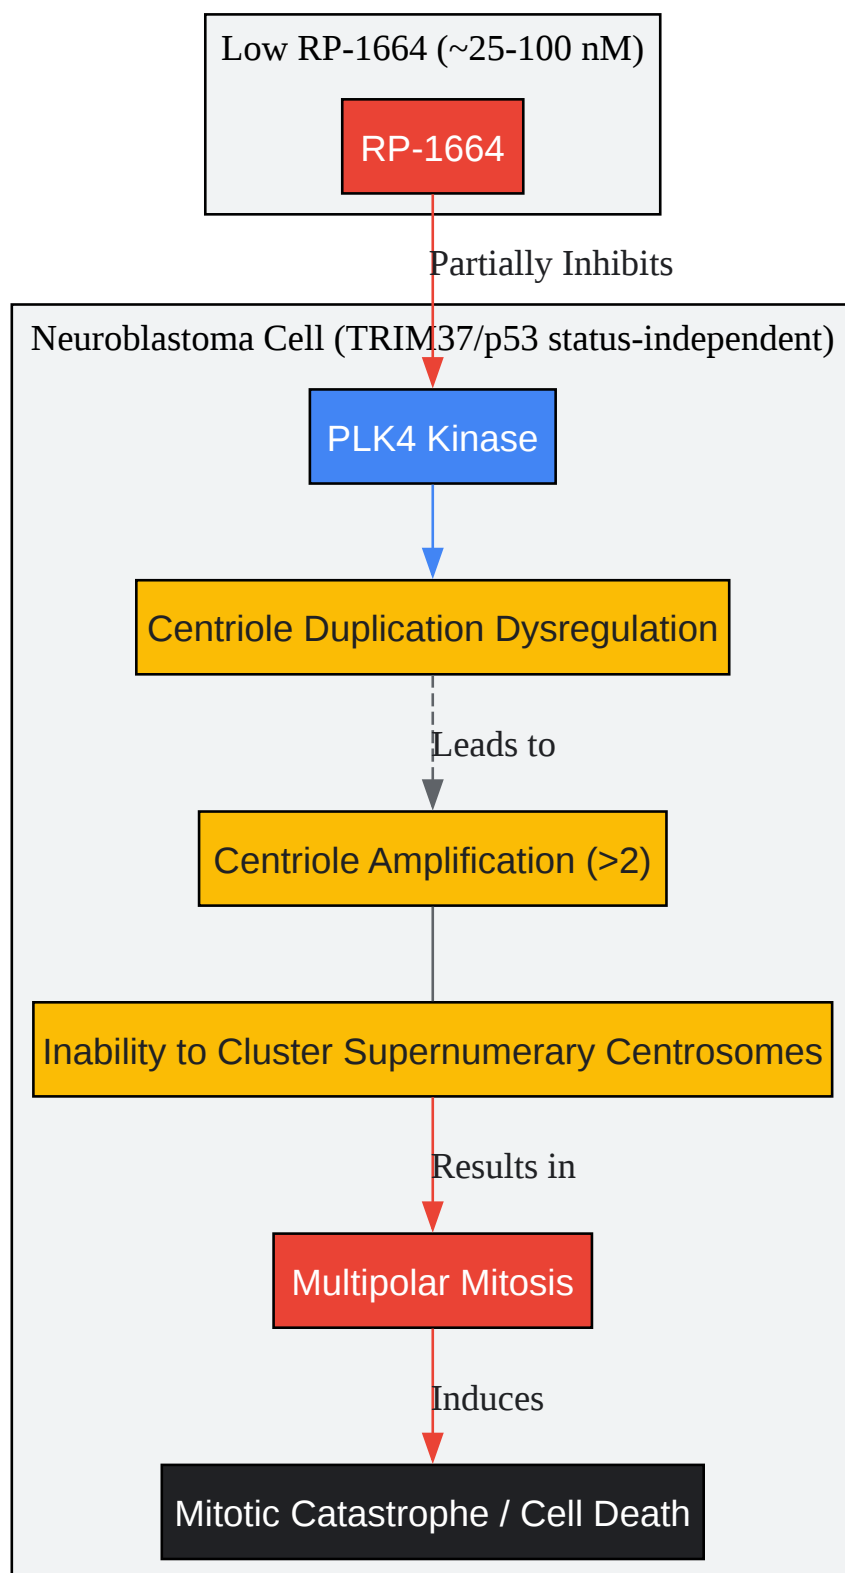 Low RP-1664 (~25-100 nM)
RP-1664
Partially Inhibits
Neuroblastoma Cell (TRIM37/p53 status-independent)
PLK4 Kinase
Centriole Duplication Dysregulation
Leads to
Centriole Amplification (>2)
Inability to Cluster Supernumerary Centrosomes
Results in
Multipolar Mitosis
Induces
Mitotic Catastrophe / Cell Death